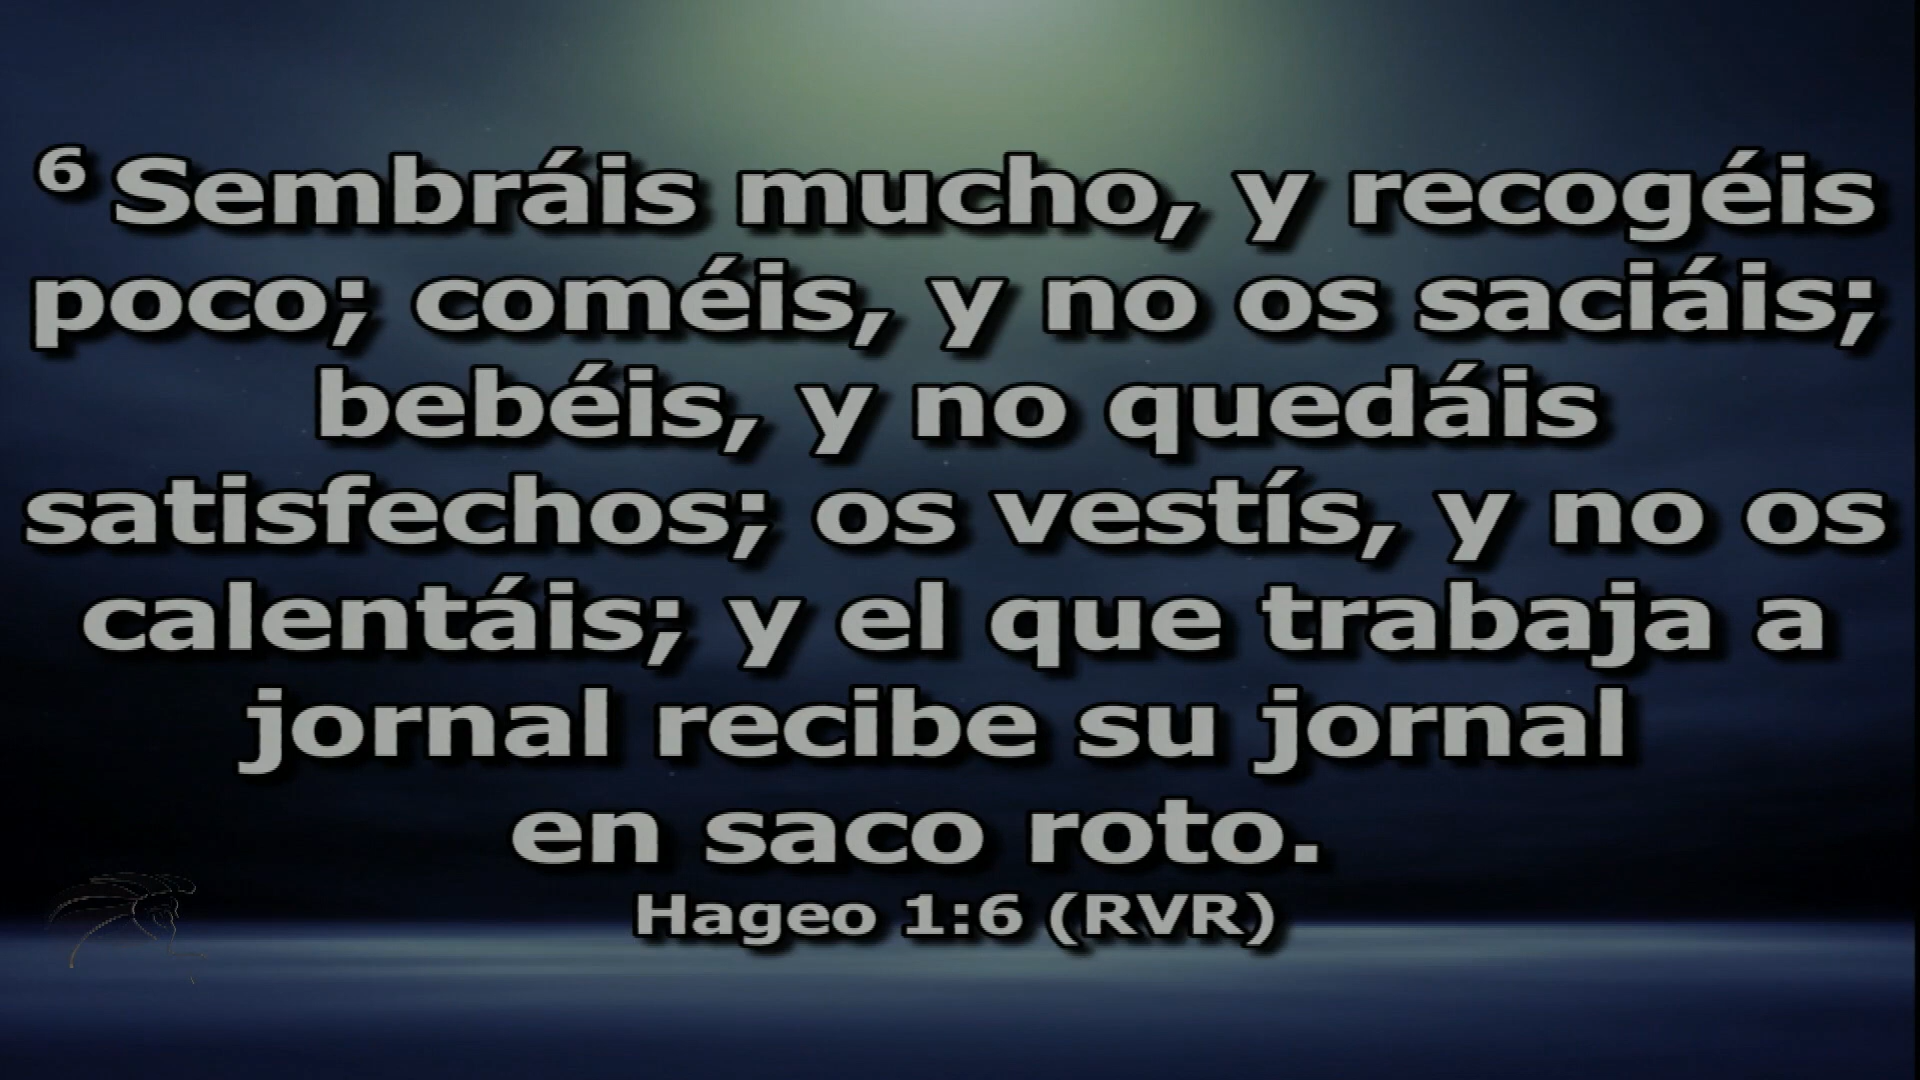 6 Sembráis mucho, y recogéis
poco; coméis, y no os saciáis;
bebéis, y no quedáis
satisfechos; os vestís, y no os
calentáis; y el que trabaja a
jornal recibe su jornal
en saco roto.
Hageo 1:6 (RVR)